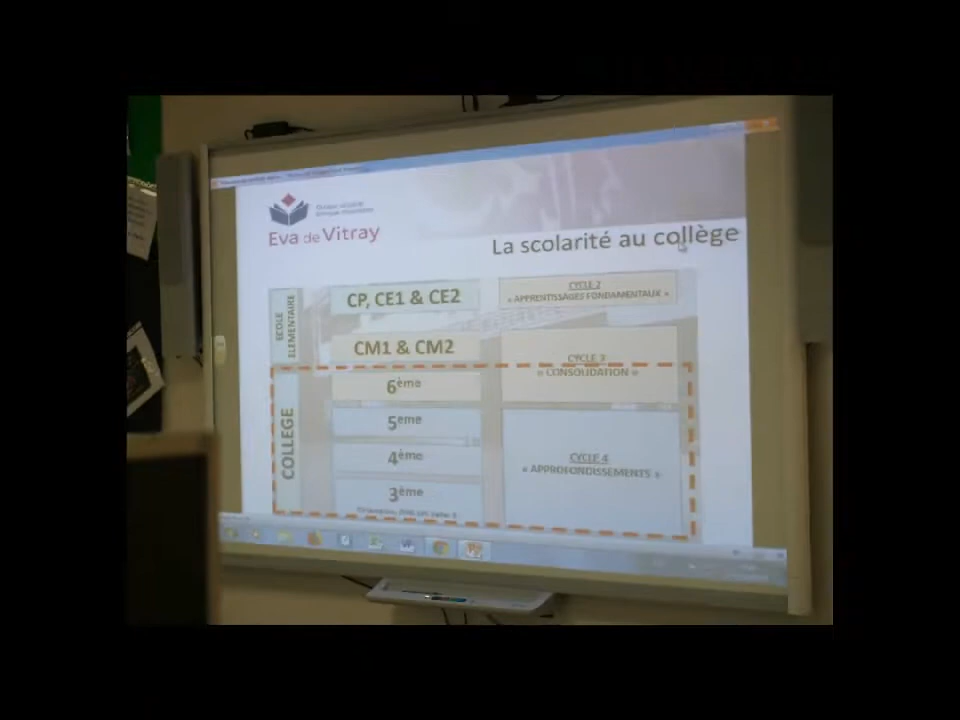 Eva de Vitray
La scolarité au collège
ECOLE
ELEMENTAIRE
CP, CE1 & CE2
CYCLE 2
« APPRENTISSAGES FONDAMENTAUX »
CM1 & CM2
CYCLE 3
« CONSOLIDATION »
COLLEGE
6ème
5eme
4ème
3ème
CYCLE 4
« APPROFONDISSEMENTS »